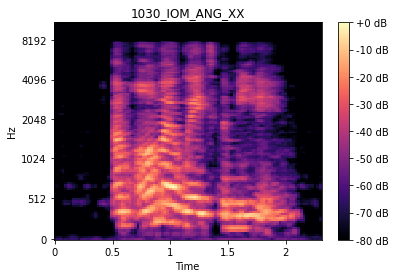 1030_IOM_ANG_XX
8192
4096
2048
1024
512
0
Hz
0
0.5
1
1.5
2
Time
+0 dB
-10 dB
-20 dB
-30 dB
-40 dB
-50 dB
-60 dB
-70 dB
-80 dB